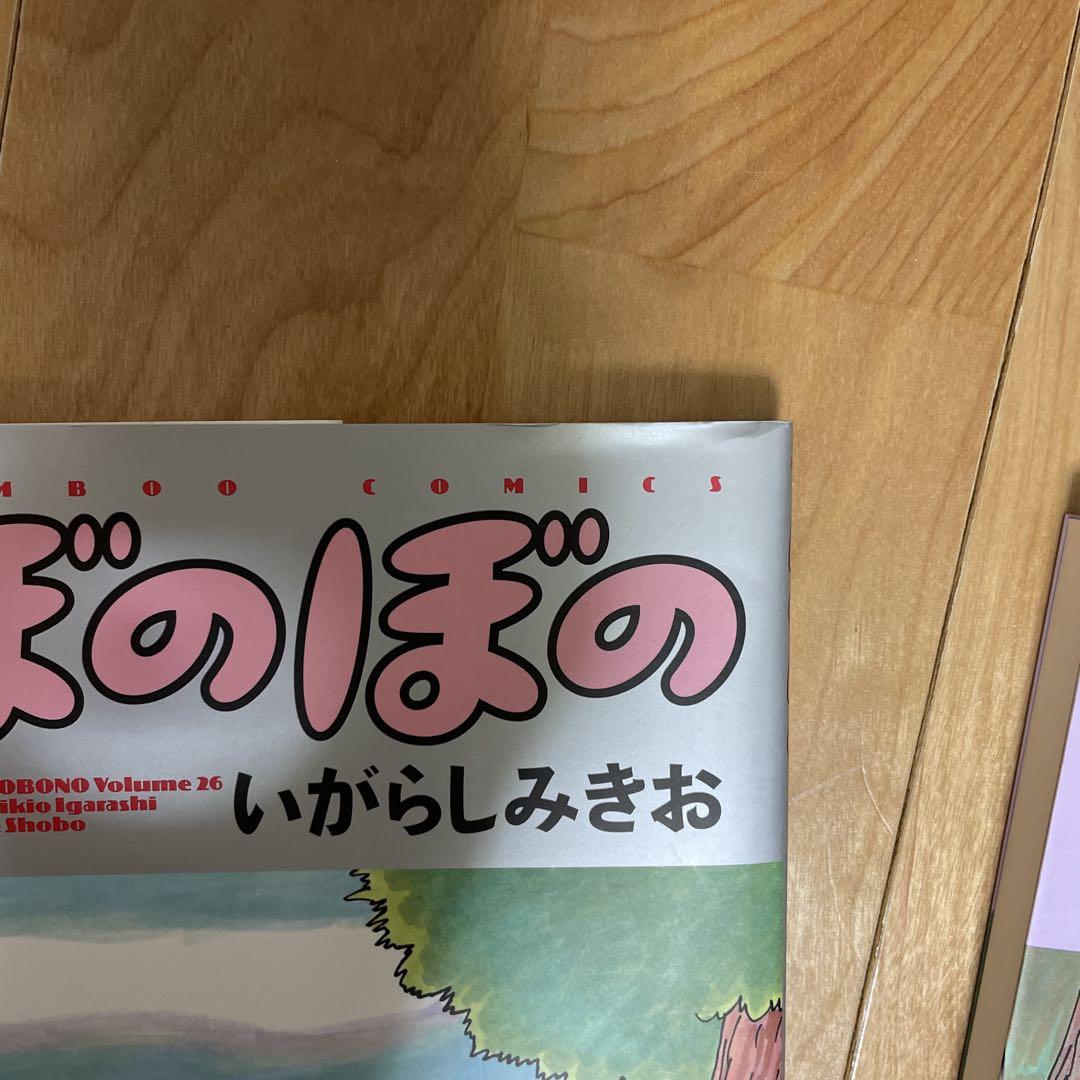 MBOO COMICS
ぼのぼの
OBONO Volume 26
いがらしみきお
ikio Igarashi
Shobo